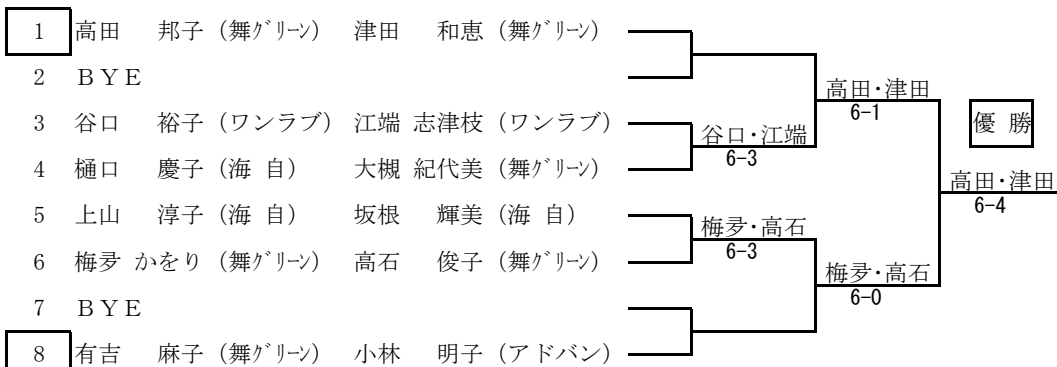 1 高田 邦子 (舞グリーン) 津田 和恵 (舞グリーン)
2 BYE
高田・津田
6-1
3 谷口 裕子 (ワンラブ) 江端 志津枝 (ワンラブ)
優 勝
谷口・江端
6-3
4 樋口 慶子 (海 自) 大槻 紀代美 (舞グリーン)
高田・津田
6-4
5 上山 淳子 (海 自) 坂根 輝美 (海 自)
梅垰・高石
6-3
6 梅垰 かをり (舞グリーン) 高石 俊子 (舞グリーン)
梅垰・高石
6-0
7 BYE
8 有吉 麻子 (舞グリーン) 小林 明子 (アドバン)